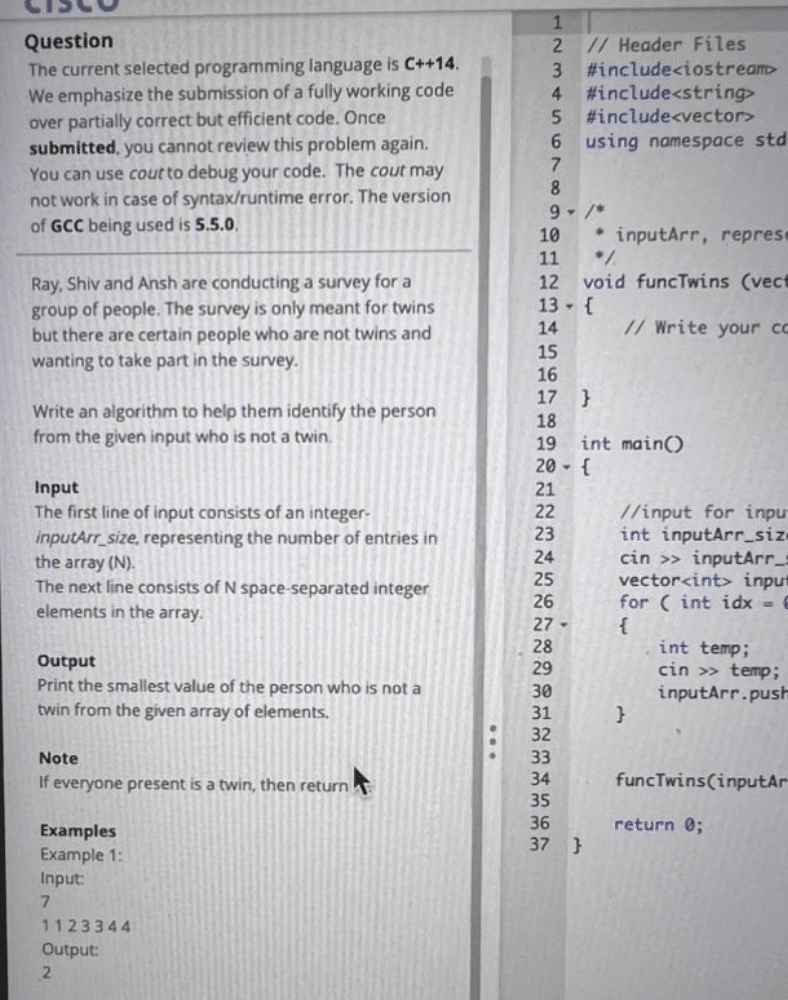 CISCO
Question
The current selected programming language is C++14.
We emphasize the submission of a fully working code
over partially correct but efficient code. Once
submitted, you cannot review this problem again.
You can use cout to debug your code. The cout may
not work in case of syntax/runtime error. The version
of GCC being used is 5.5.0.
Ray, Shiv and Ansh are conducting a survey for a
group of people. The survey is only meant for twins
but there are certain people who are not twins and
wanting to take part in the survey.
Write an algorithm to help them identify the person
from the given input who is not a twin.
Input
The first line of input consists of an integer-
inputArr_size, representing the number of entries in
the array (N).
The next line consists of N space-separated integer
elements in the array.
Output
Print the smallest value of the person who is not a
twin from the given array of elements.
Note
If everyone present is a twin, then return
Examples
Example 1:
Input:
7
1 1 2 3 3 4 4
Output:
2
1
2 // Header Files
3 #include<iostream>
4 #include<string>
5 #include<vector>
6 using namespace std
7
8
9 /*
10 * inputArr, repres
11 */
12 void funcTwins (vect
13 {
14 // Write your co
15
16
17 }
18
19 int main()
20 {
21
22 //input for inpu
23 int inputArr_siz
24 cin >> inputArr_
25 vector<int> input
26 for ( int idx =
27 {
28 int temp;
29 cin >> temp;
30 inputArr.push
31 }
32
33
34 funcTwins(inputAr
35
36 return 0;
37 }